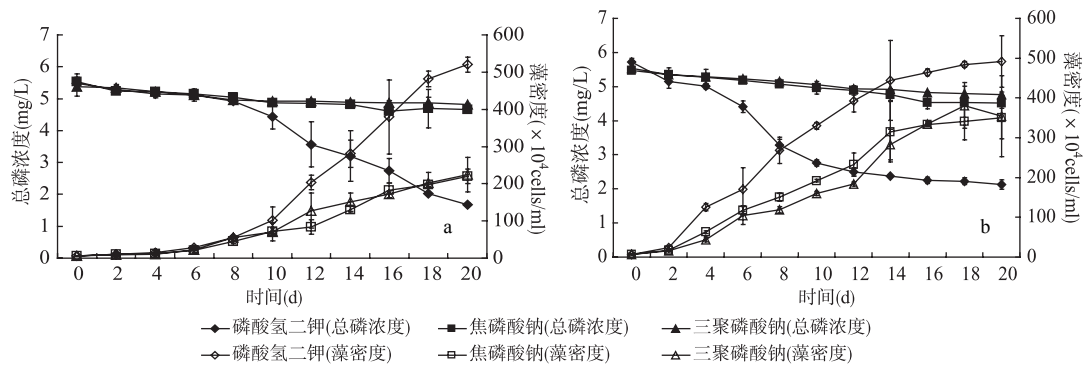 7
6
5
4
3
2
1
0
总磷浓度(mg/L)
600
500
400
300
200
100
0
藻密度(×10⁴cells/ml)
a
0 2 4 6 8 10 12 14 16 18 20
时间(d)
7
6
5
4
3
2
1
0
总磷浓度(mg/L)
600
500
400
300
200
100
0
藻密度(×10⁴cells/ml)
b
0 2 4 6 8 10 12 14 16 18 20
时间(d)
磷酸氢二钾(总磷浓度) 焦磷酸钠(总磷浓度) 三聚磷酸钠(总磷浓度)
磷酸氢二钾(藻密度) 焦磷酸钠(藻密度) 三聚磷酸钠(藻密度)